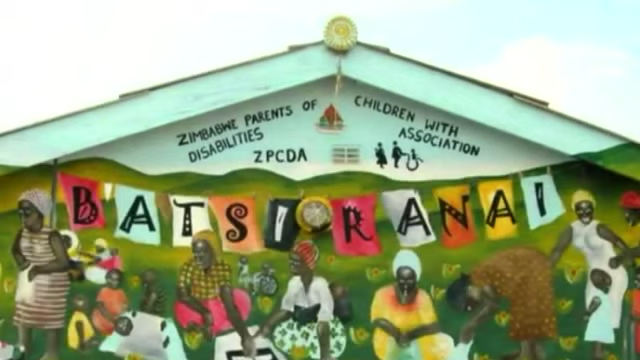 ZIMBABWE PARENTS OF CHILDREN WITH
DISABILITIES ASSOCIATION
ZPCDA
BATSIRANAI